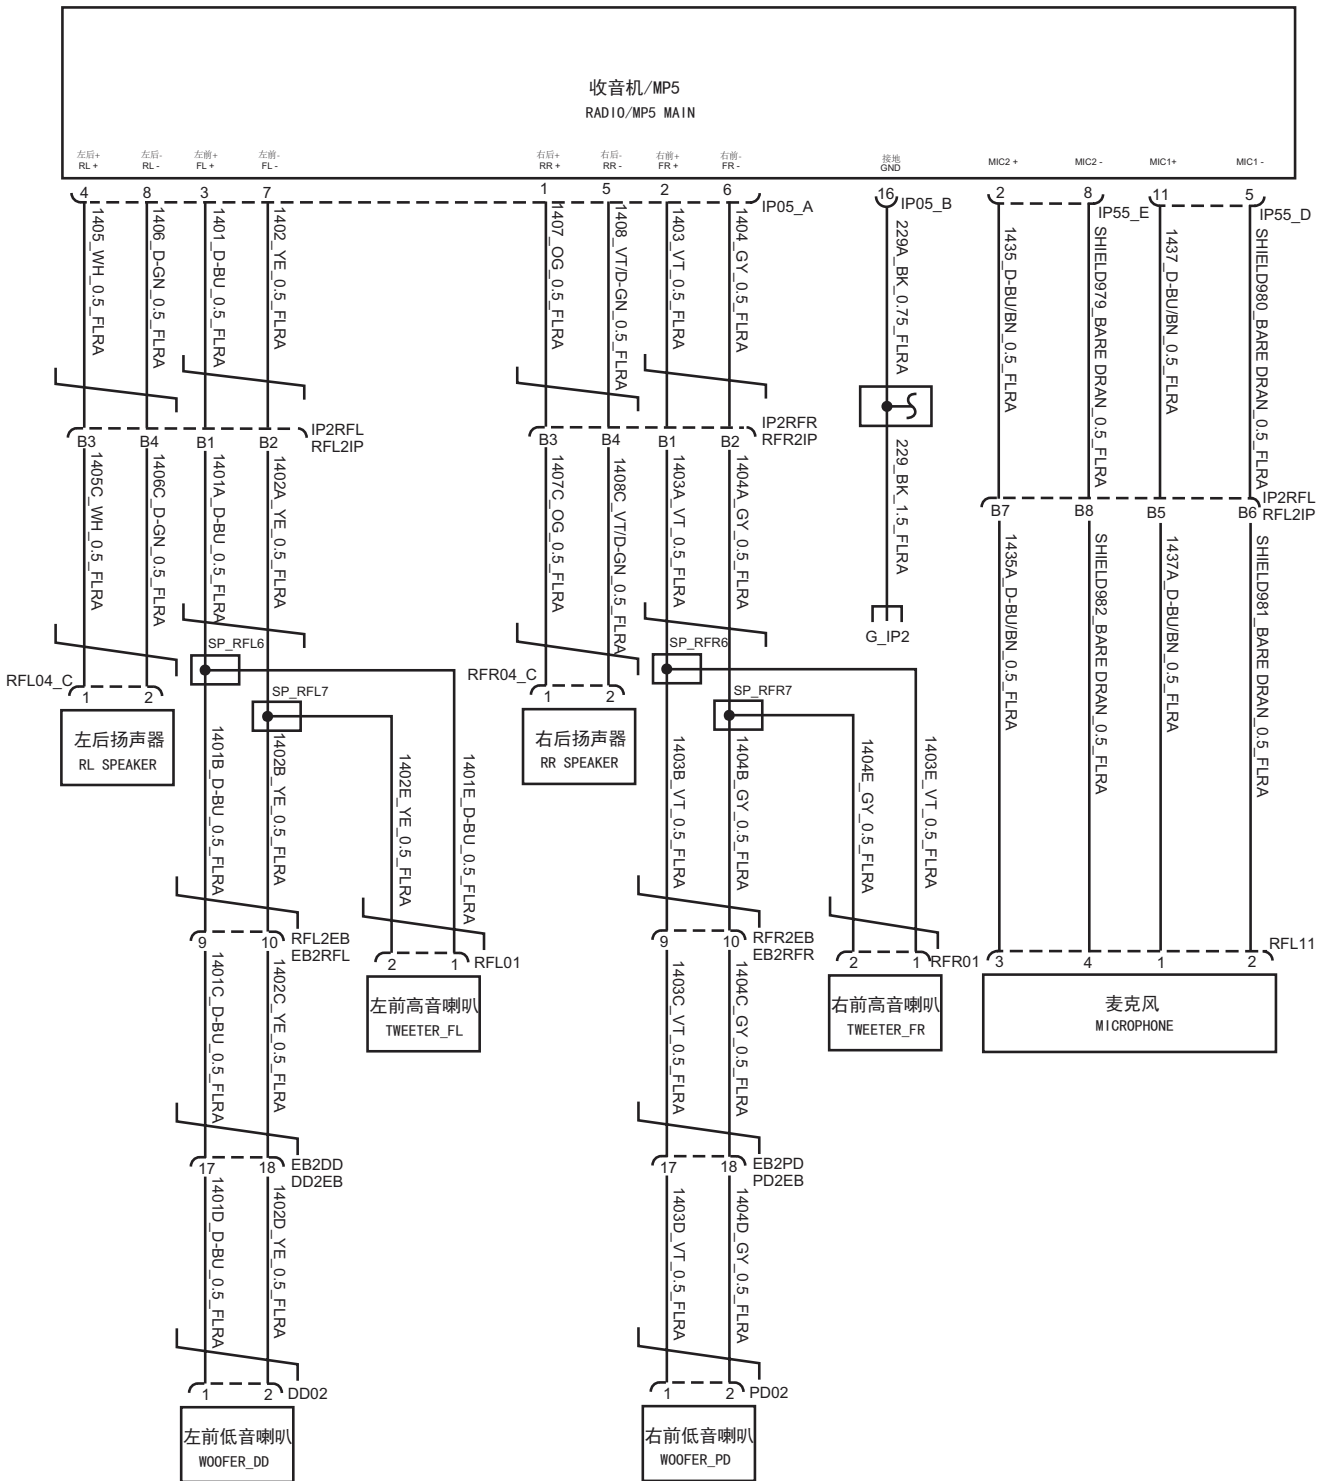 收音机/MP5
RADIO/MP5 MAIN
左后+ 左后- 左前+ 左前- 右后+ 右后- 右前+ 右前- 接地
RL + RL - FL + FL - RR + RR - FR + FR - GND MIC2 + MIC2 - MIC1+ MIC1 -
4 8 3 7 1 5 2 6 IP05_A 16 IP05_B 2 8 IP55_E 11 5 IP55_D
1405_WH_0.5_FLRA
1406_D-GN_0.5_FLRA
1401_D-BU_0.5_FLRA
1402_YE_0.5_FLRA
1407_OG_0.5_FLRA
1408_VT/D-GN_0.5_FLRA
1403_VT_0.5_FLRA
1404_GY_0.5_FLRA
229A_BK_0.75_FLRA
1435_D-BU/BN_0.5_FLRA
SHIELD979_BARE DRAN_0.5_FLRA
1437_D-BU/BN_0.5_FLRA
SHIELD980_BARE DRAN_0.5_FLRA
B3 B4 B1 B2 IP2RFL
RFL2IP
B3 B4 B1 B2 IP2RFR
RFR2IP
B7 B8 B5 B6 IP2RFL
RFL2IP
1405C_WH_0.5_FLRA
1406C_D-GN_0.5_FLRA
1401A_D-BU_0.5_FLRA
1402A_YE_0.5_FLRA
1407C_OG_0.5_FLRA
1408C_VT/D-GN_0.5_FLRA
1403A_VT_0.5_FLRA
1404A_GY_0.5_FLRA
229_BK_1.5_FLRA
G_IP2
1435A_D-BU/BN_0.5_FLRA
SHIELD982_BARE DRAN_0.5_FLRA
1437A_D-BU/BN_0.5_FLRA
SHIELD981_BARE DRAN_0.5_FLRA
SP_RFL6
SP_RFR6
RFL04_C 1 2
RFR04_C 1 2
SP_RFL7
SP_RFR7
左后扬声器
RL SPEAKER
右后扬声器
RR SPEAKER
1401B_D-BU_0.5_FLRA
1402B_YE_0.5_FLRA
1402E_YE_0.5_FLRA
1401E_D-BU_0.5_FLRA
1403B_VT_0.5_FLRA
1404B_GY_0.5_FLRA
1404E_GY_0.5_FLRA
1403E_VT_0.5_FLRA
9 10 RFL2EB
EB2RFL
2 1 RFL01
9 10 RFR2EB
EB2RFR
2 1 RFR01
3 4 1 2 RFL11
左前高音喇叭
TWEETER_FL
右前高音喇叭
TWEETER_FR
麦克风
MICROPHONE
1401C_D-BU_0.5_FLRA
1402C_YE_0.5_FLRA
1403C_VT_0.5_FLRA
1404C_GY_0.5_FLRA
17 18 EB2DD
DD2EB
17 18 EB2PD
PD2EB
1401D_D-BU_0.5_FLRA
1402D_YE_0.5_FLRA
1403D_VT_0.5_FLRA
1404D_GY_0.5_FLRA
1 2 DD02
1 2 PD02
左前低音喇叭
WOOFER_DD
右前低音喇叭
WOOFER_PD